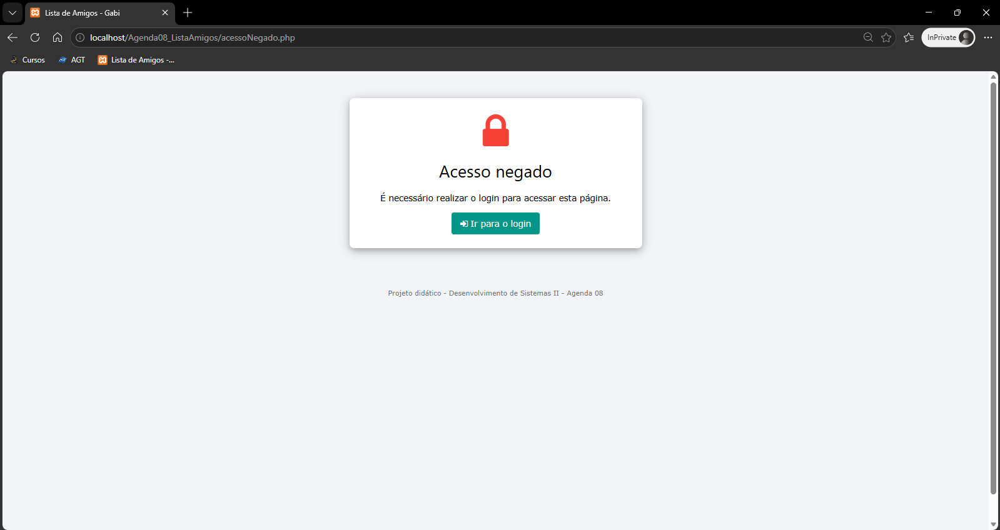 Lista de Amigos - Gabi
localhost/Agenda08_ListaAmigos/acessoNegado.php
InPrivate
Cursos
AGT
Lista de Amigos -...
Acesso negado
É necessário realizar o login para acessar esta página.
Ir para o login
Projeto didático - Desenvolvimento de Sistemas II - Agenda 08